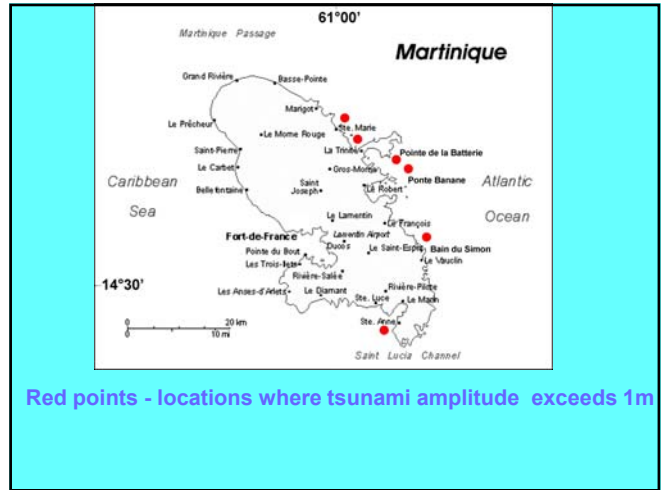 61°00'
Martinique Passage
Martinique
Grand Rivière
Basse-Pointe
Marigot
Le Prêcheur
Ste. Marie
Le Morne Rouge
La Trinité
Saint-Pierre
Pointe de la Batterie
Le Carbet
Gros-Morne
Ponte Banane
Caribbean
Sea
Atlantic
Ocean
Bellefontaine
Saint
Joseph
Le Robert
Le Lamentin
Le François
Fort-de-France
Lamentin Airport
Ducos
Le Saint-Esprit
Bain du Simon
Pointe du Bout
Le Vauclin
Les Trois-Ilets
Rivière-Salée
14°30'
Les Anses-d'Arlets
Le Diamant
Rivière-Pilote
Ste. Luce
Le Marin
Ste. Anne
0
20 km
0
10 mi
Saint Lucia Channel
Red points - locations where tsunami amplitude exceeds 1m